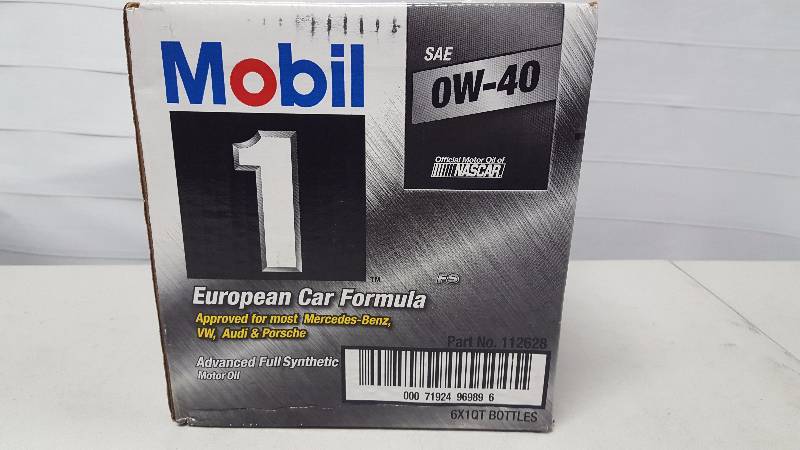 Mobil
1
TM
SAE
0W-40
Official Motor Oil of
NASCAR
FS
European Car Formula
Approved for most Mercedes-Benz,
VW, Audi & Porsche
Advanced Full Synthetic
Motor Oil
Part No. 112628
000 71924 96989 6
6X1QT BOTTLES